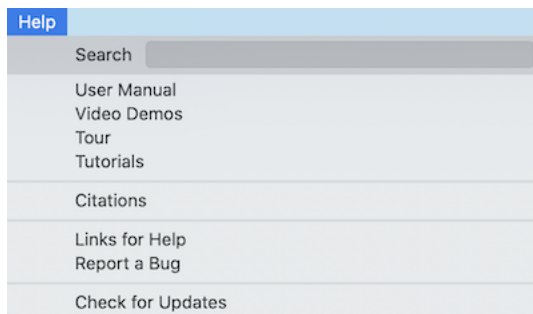 Help
Search
User Manual
Video Demos
Tour
Tutorials
Citations
Links for Help
Report a Bug
Check for Updates